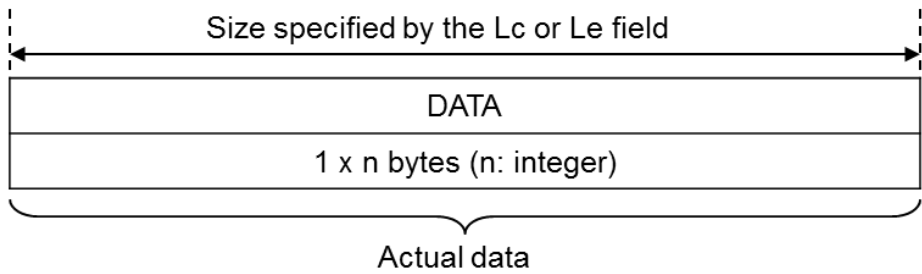 Size specified by the Lc or Le field
DATA
1 x n bytes (n: integer)
Actual data